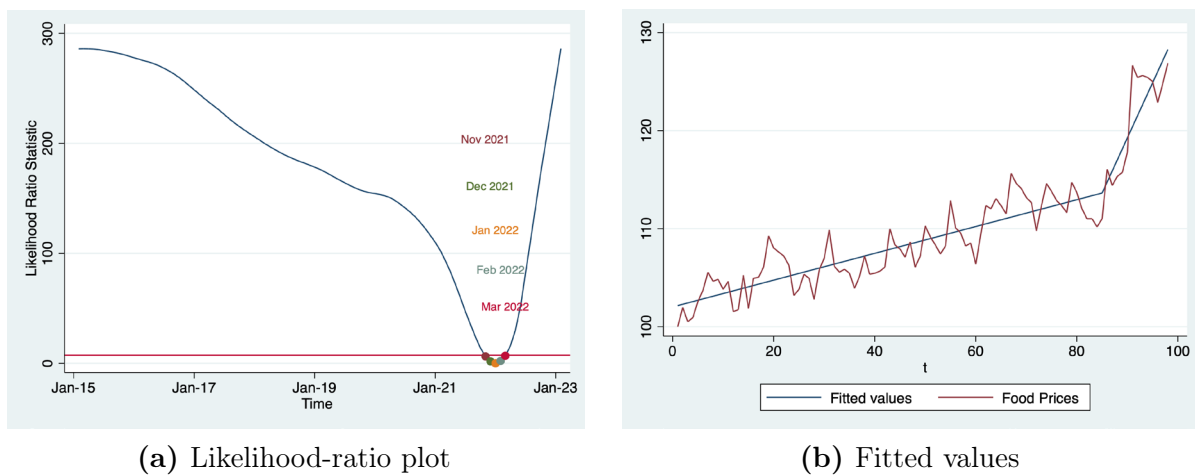 300
200
100
0
Likelihood Ratio Statistic
Nov 2021
Dec 2021
Jan 2022
Feb 2022
Mar 2022
Jan-15 Jan-17 Jan-19 Jan-21 Jan-23
Time
(a) Likelihood-ratio plot
130
120
110
100
0 20 40 60 80 100
t
Fitted values Food Prices
(b) Fitted values